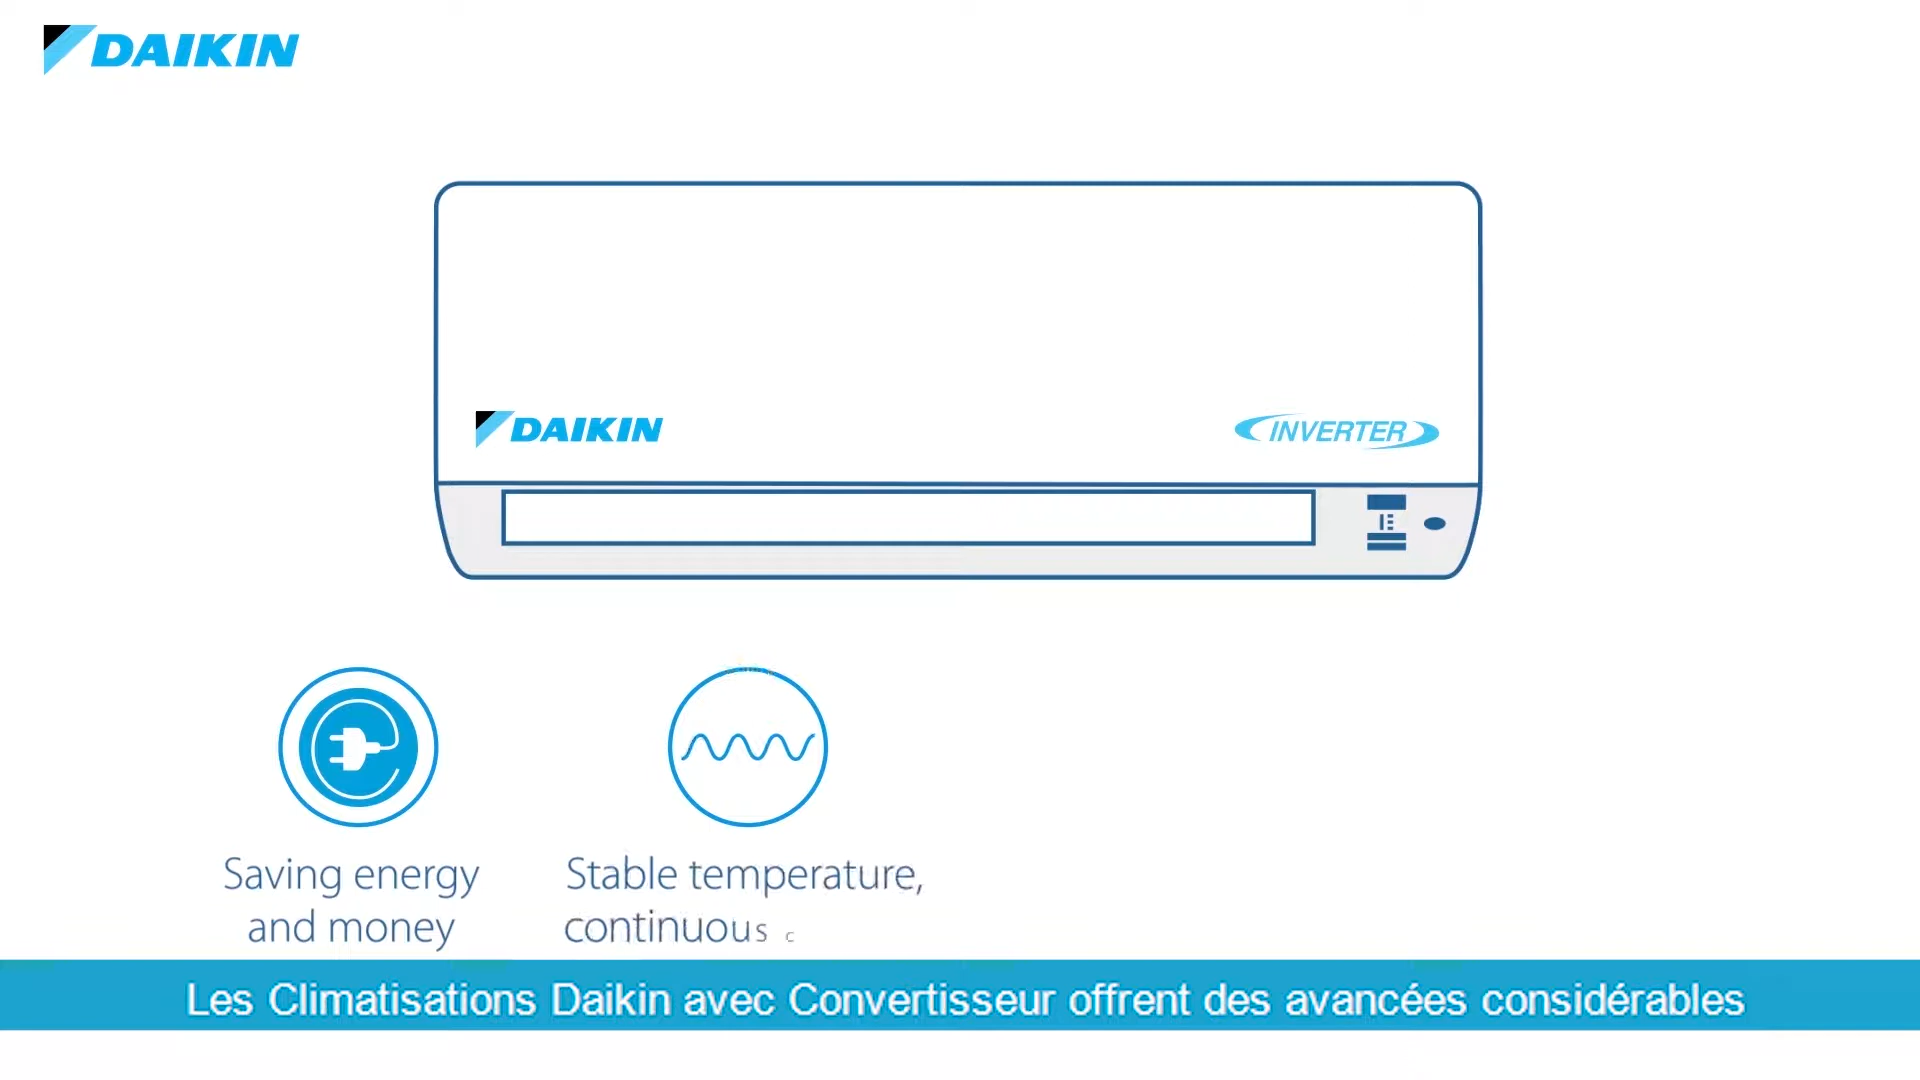 DAIKIN
DAIKIN
INVERTER
Saving energy
and money
Stable temperature,
continuous c
Les Climatisations Daikin avec Convertisseur offrent des avancées considérables